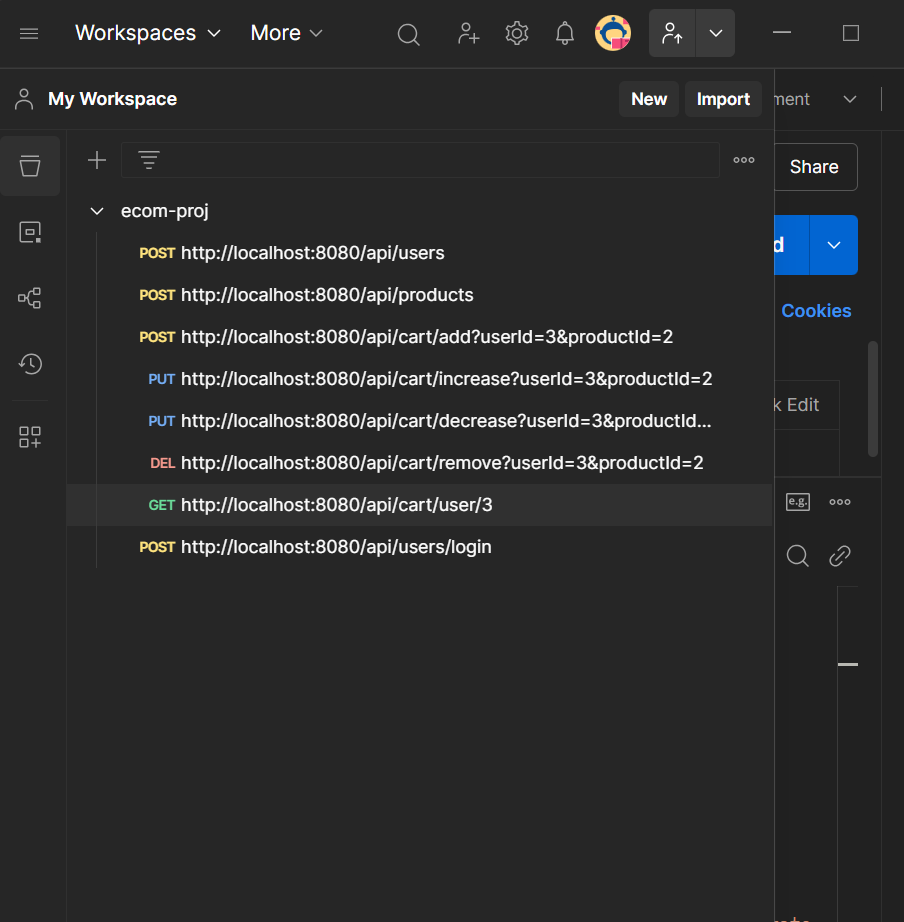 Workspaces More
My Workspace New Import ment
Share
ecom-proj
POST http://localhost:8080/api/users
d
POST http://localhost:8080/api/products
Cookies
POST http://localhost:8080/api/cart/add?userId=3&productId=2
PUT http://localhost:8080/api/cart/increase?userId=3&productId=2
k Edit
PUT http://localhost:8080/api/cart/decrease?userId=3&productId...
DEL http://localhost:8080/api/cart/remove?userId=3&productId=2
GET http://localhost:8080/api/cart/user/3
e.g.
POST http://localhost:8080/api/users/login